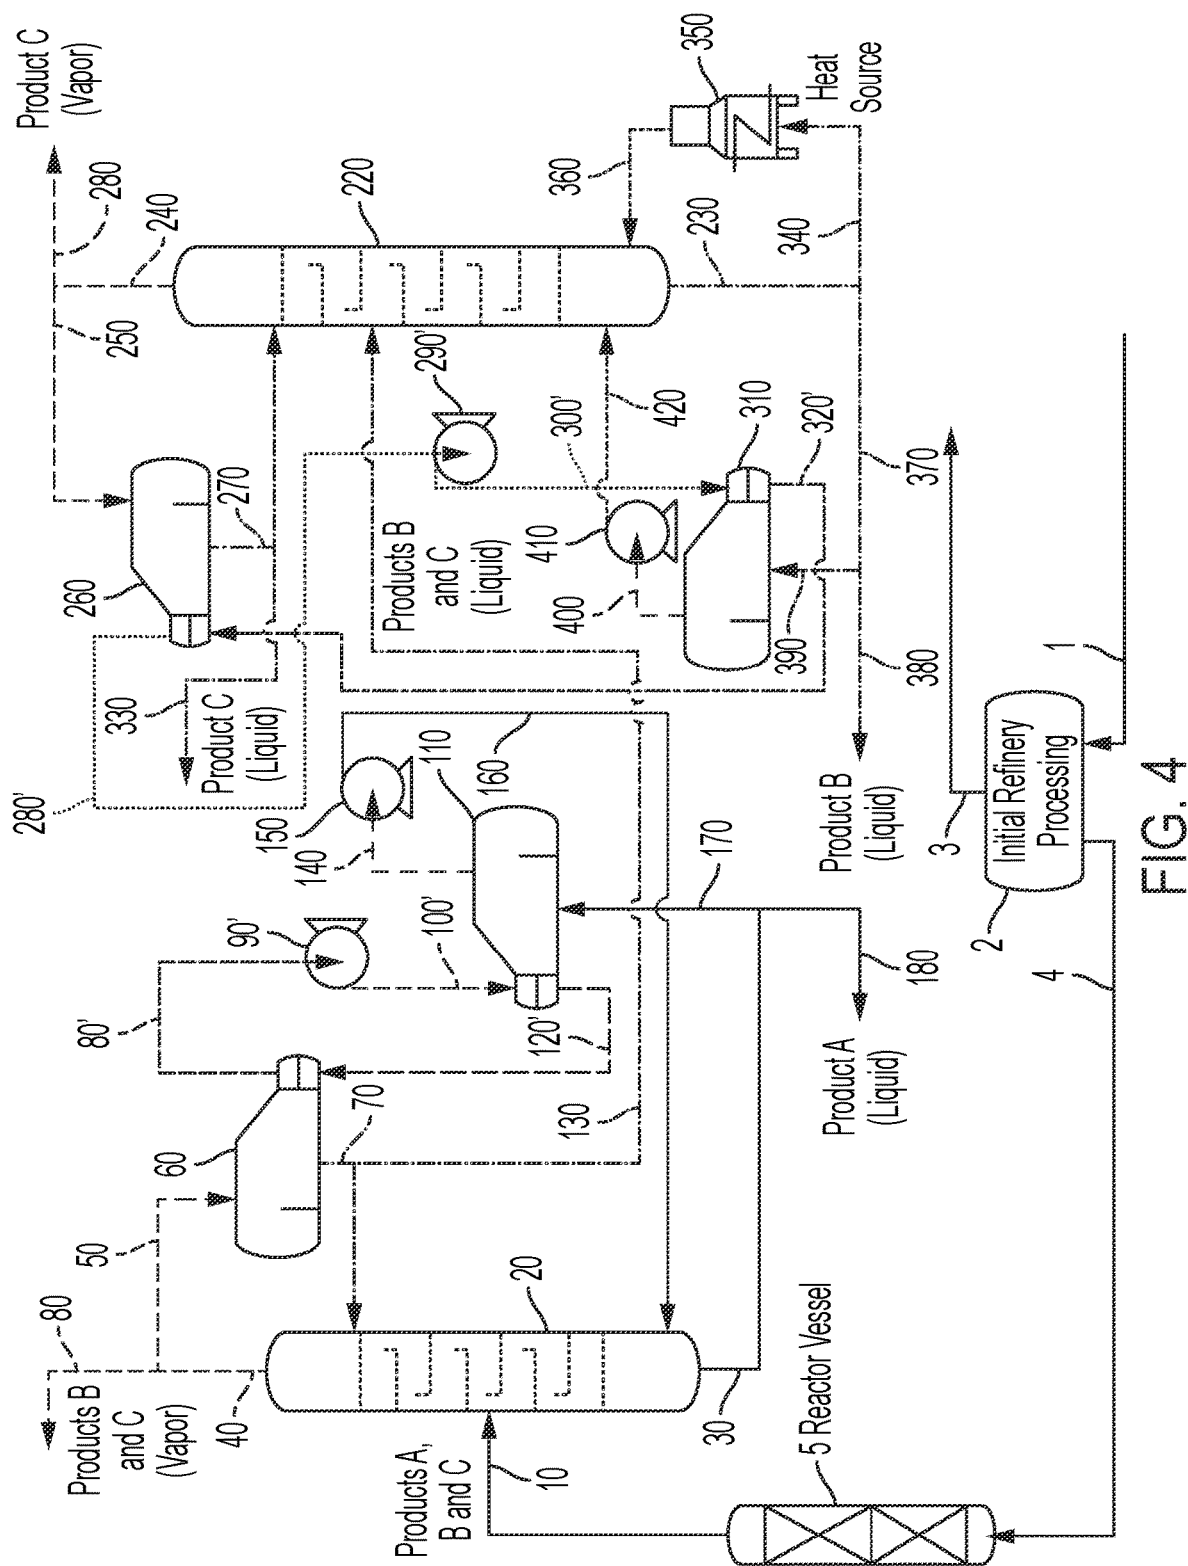 Product C
(Vapor)
280'
80
Products B
and C
(Vapor)
50
80'
260
330
280
250
240
60
90'
150
140
270
Product C
(Liquid)
40
70
100'
110
220
Products A,
B and C
20
120'
160
Products B
and C
(Liquid)
290'
10
130
400
410
300'
360
350
30
170
390
420
310
320'
230
340
Heat
Source
5 Reactor Vessel
Product A
(Liquid)
180
Product B
(Liquid)
380
370
2
3
Initial Refinery
Processing
4
1
FIG. 4